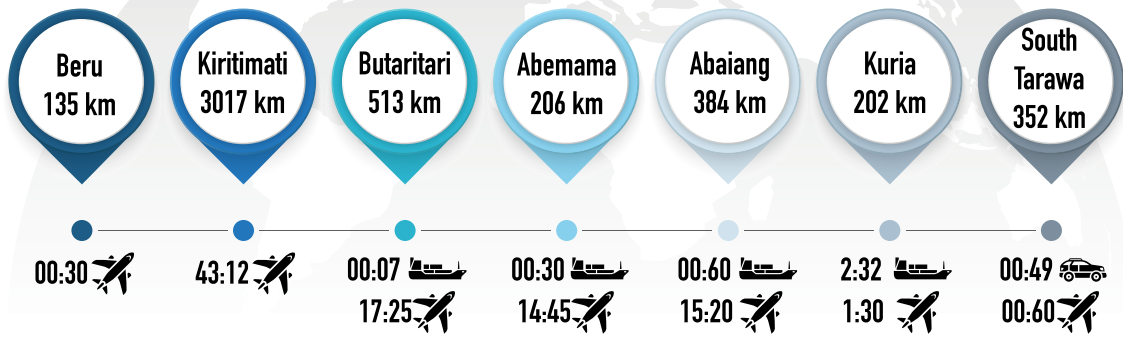 Beru
135 km
Kiritimati
3017 km
Butaritari
513 km
Abemama
206 km
Abaiang
384 km
Kuria
202 km
South
Tarawa
352 km
00:30
43:12
00:07
17:25
00:30
14:45
00:60
15:20
2:32
1:30
00:49
00:60